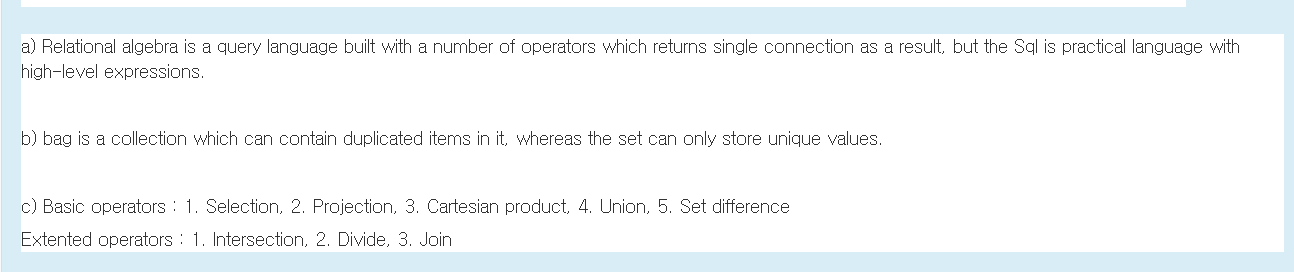 a) Relational algebra is a query language built with a number of operators which returns single connection as a result, but the Sql is practical language with
high-level expressions.
b) bag is a collection which can contain duplicated items in it, whereas the set can only store unique values.
c) Basic operators : 1. Selection, 2. Projection, 3. Cartesian product, 4. Union, 5. Set difference
Extented operators : 1. Intersection, 2. Divide, 3. Join